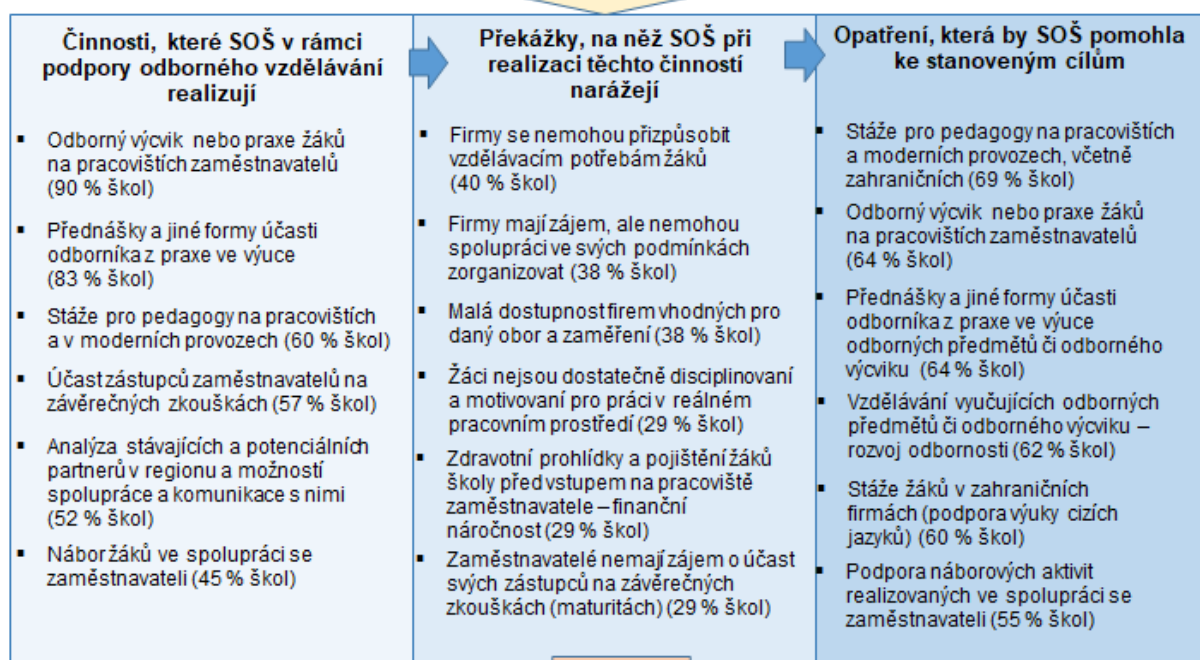 Činnosti, které SOŠ v rámci
podpory odborného vzdělávání
realizují
▪ Odborný výcvik nebo praxe žáků
na pracovištích zaměstnavatelů
(90 % škol)
▪ Přednášky a jiné formy účasti
odborníka z praxe ve výuce
(83 % škol)
▪ Stáže pro pedagogy na pracovištích
a v moderních provozech (60 % škol)
▪ Účast zástupců zaměstnavatelů na
závěrečných zkouškách (57 % škol)
▪ Analýza stávajících a potenciálních
partnerů v regionu a možností
spolupráce a komunikace s nimi
(52 % škol)
▪ Nábor žáků ve spolupráci se
zaměstnavateli (45 % škol)
Překážky, na něž SOŠ při
realizaci těchto činností
narážejí
▪ Firmy se nemohou přizpůsobit
vzdělávacím potřebám žáků
(40 % škol)
▪ Firmy mají zájem, ale nemohou
spolupráci ve svých podmínkách
zorganizovat (38 % škol)
▪ Malá dostupnost firem vhodných pro
daný obor a zaměření (38 % škol)
▪ Žáci nejsou dostatečně disciplinovaní
a motivovaní pro práci v reálném
pracovním prostředí (29 % škol)
▪ Zdravotní prohlídky a pojištění žáků
školy před vstupem na pracoviště
zaměstnavatele – finanční
náročnost (29 % škol)
▪ Zaměstnavatelé nemají zájem o účast
svých zástupců na závěrečných
zkouškách (maturitách) (29 % škol)
Opatření, která by SOŠ pomohla
ke stanoveným cílům
▪ Stáže pro pedagogy na pracovištích
a moderních provozech, včetně
zahraničních (69 % škol)
▪ Odborný výcvik nebo praxe žáků
na pracovištích zaměstnavatelů
(64 % škol)
▪ Přednášky a jiné formy účasti
odborníka z praxe ve výuce
odborných předmětů či odborného
výcviku (64 % škol)
▪ Vzdělávání vyučujících odborných
předmětů či odborného výcviku –
rozvoj odbornosti (62 % škol)
▪ Stáže žáků v zahraničních
firmách (podpora výuky cizích
jazyků) (60 % škol)
▪ Podpora náborových aktivit
realizovaných ve spolupráci se
zaměstnavateli (55 % škol)